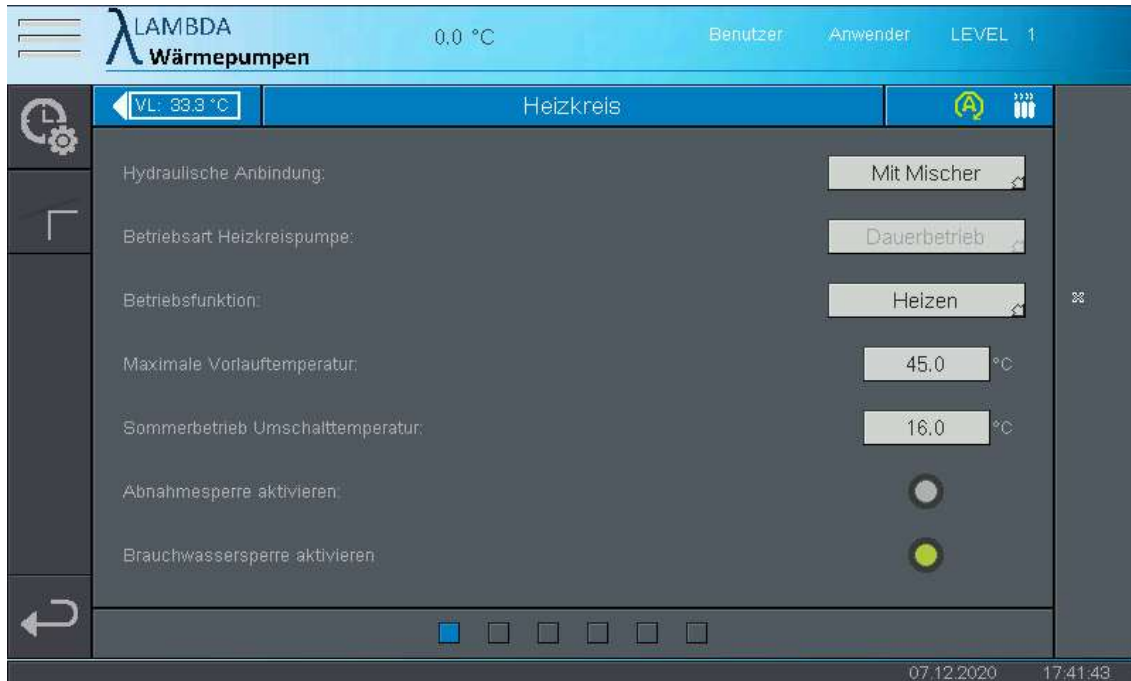 λ LAMBDA
Wärmepumpen
0.0 °C
Benutzer Anwender LEVEL 1
VL: 33.3 °C
Heizkreis
A
Hydraulische Anbindung:
Mit Mischer
Betriebsart Heizkreispumpe:
Dauerbetrieb
Betriebsfunktion:
Heizen
Maximale Vorlauftemperatur:
45.0 °C
Sommerbetrieb Umschalttemperatur:
16.0 °C
Abnahmesperre aktivieren:
Brauchwassersperre aktivieren
07.12.2020 17:41:43